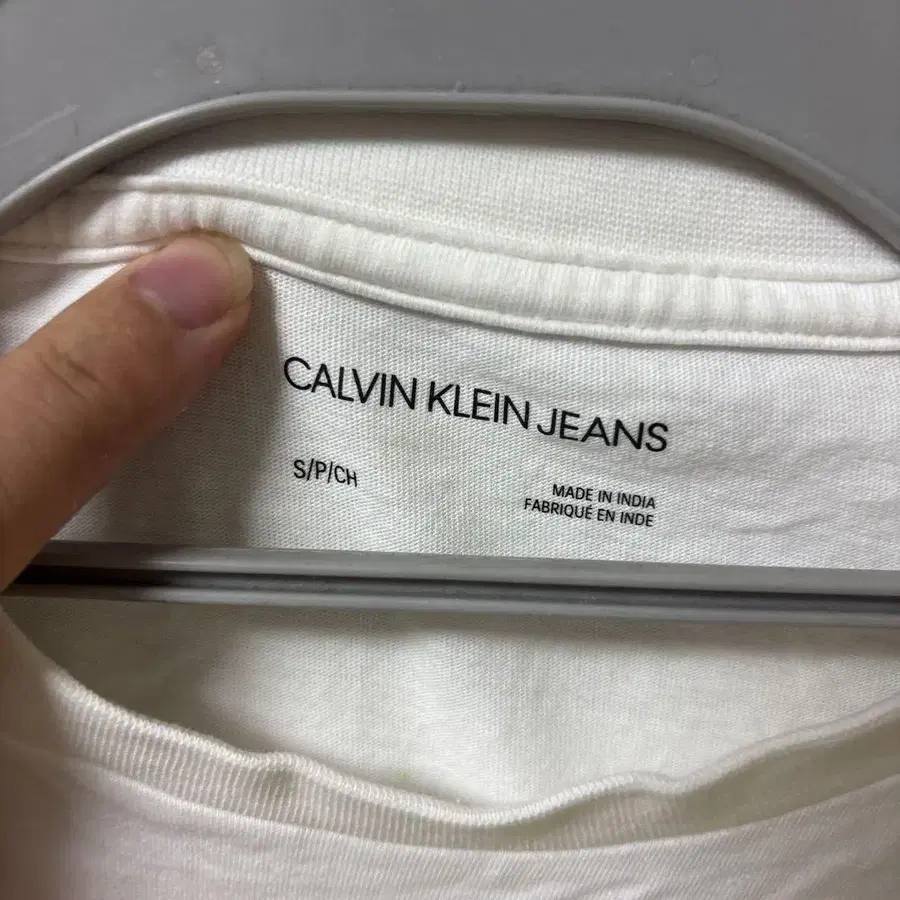 CALVIN KLEIN JEANS
S/P/CH
MADE IN INDIA
FABRIQUÉ EN INDE